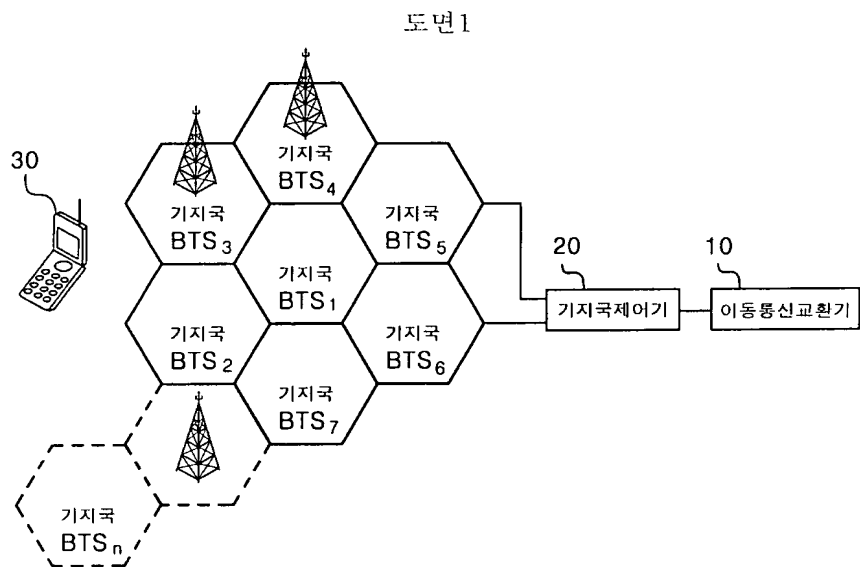 도면1
기지국
BTS4
30
기지국
BTS3
기지국
BTS5
20
10
기지국
BTS1
기지국제어기
이동통신교환기
기지국
BTS2
기지국
BTS6
기지국
BTS7
기지국
BTSn